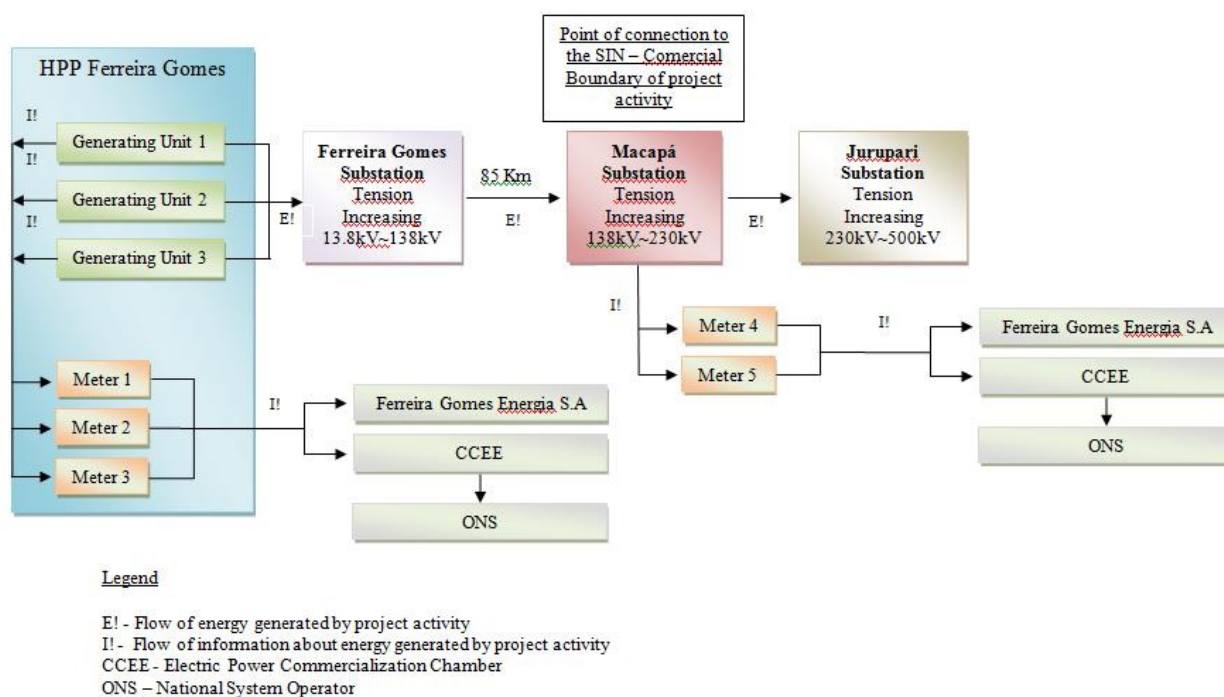 Point of connection to
the SIN – Comercial
Boundary of project
activity
HPP Ferreira Gomes
I!
Generating Unit 1
I!
Generating Unit 2
I!
Generating Unit 3
E!
Ferreira Gomes
Substation
Tension
Increasing
13.8kV~138kV
85 Km
E!
Macapá
Substation
Tension
Increasing
138kV~230kV
E!
Jurupari
Substation
Tension
Increasing
230kV~500kV
I!
Meter 4
Meter 5
I!
Ferreira Gomes Energia S.A
CCEE
ONS
Meter 1
Meter 2
Meter 3
I!
Ferreira Gomes Energia S.A
CCEE
ONS
Legend
E! - Flow of energy generated by project activity
I! - Flow of information about energy generated by project activity
CCEE - Electric Power Commercialization Chamber
ONS – National System Operator